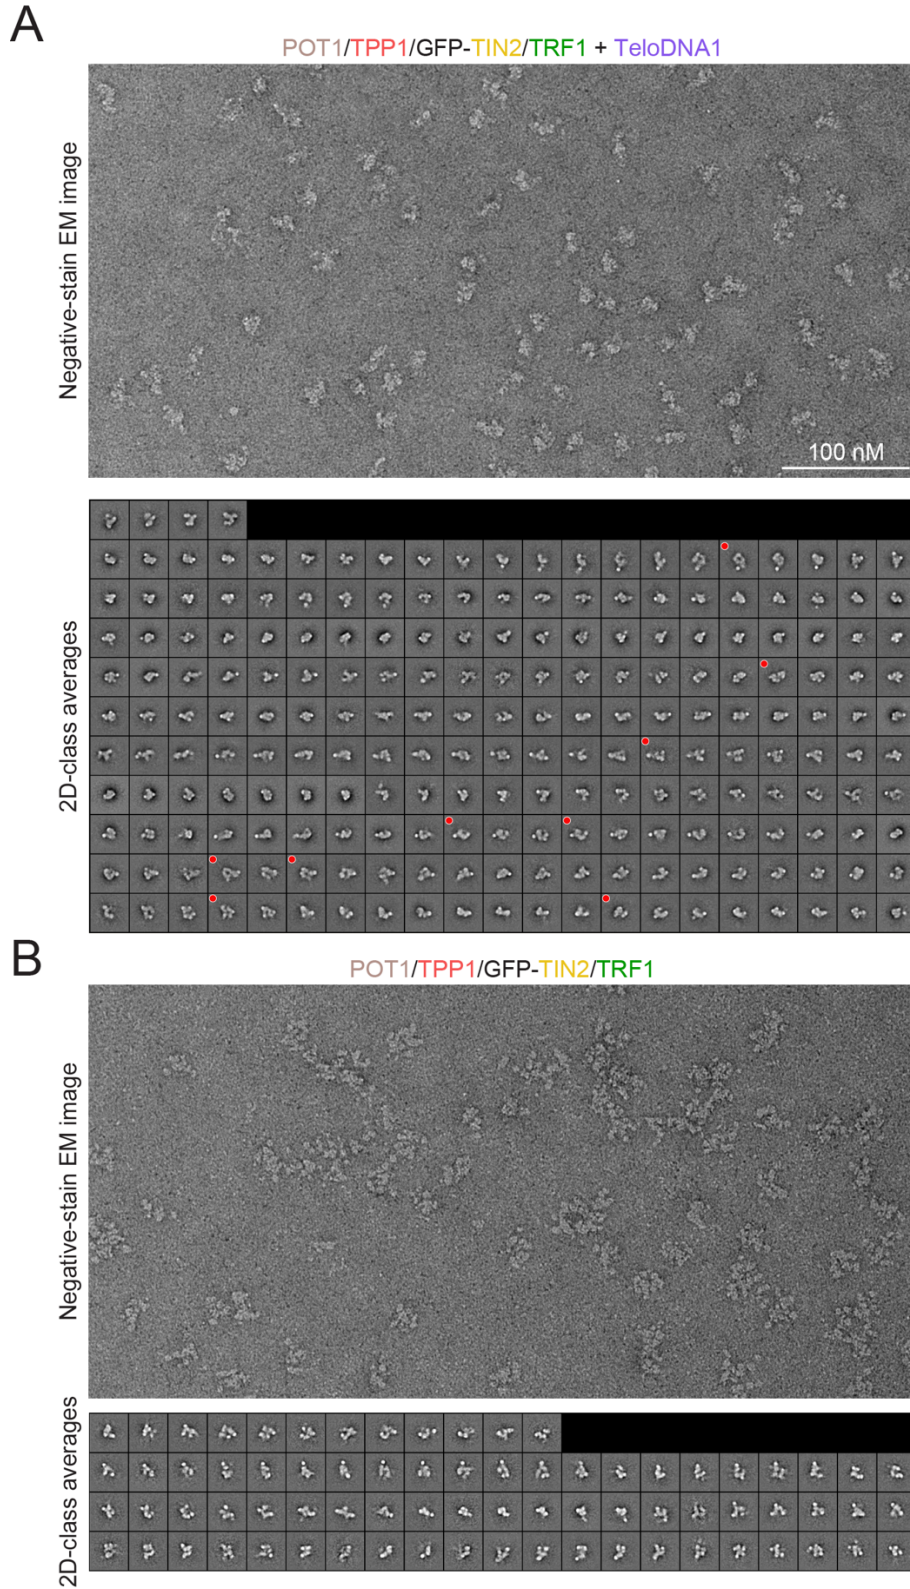 A
POT1/TPP1/GFP-TIN2/TRF1 + TeloDNA1
Negative-stain EM image
100 nM
2D-class averages
B
POT1/TPP1/GFP-TIN2/TRF1
Negative-stain EM image
2D-class averages